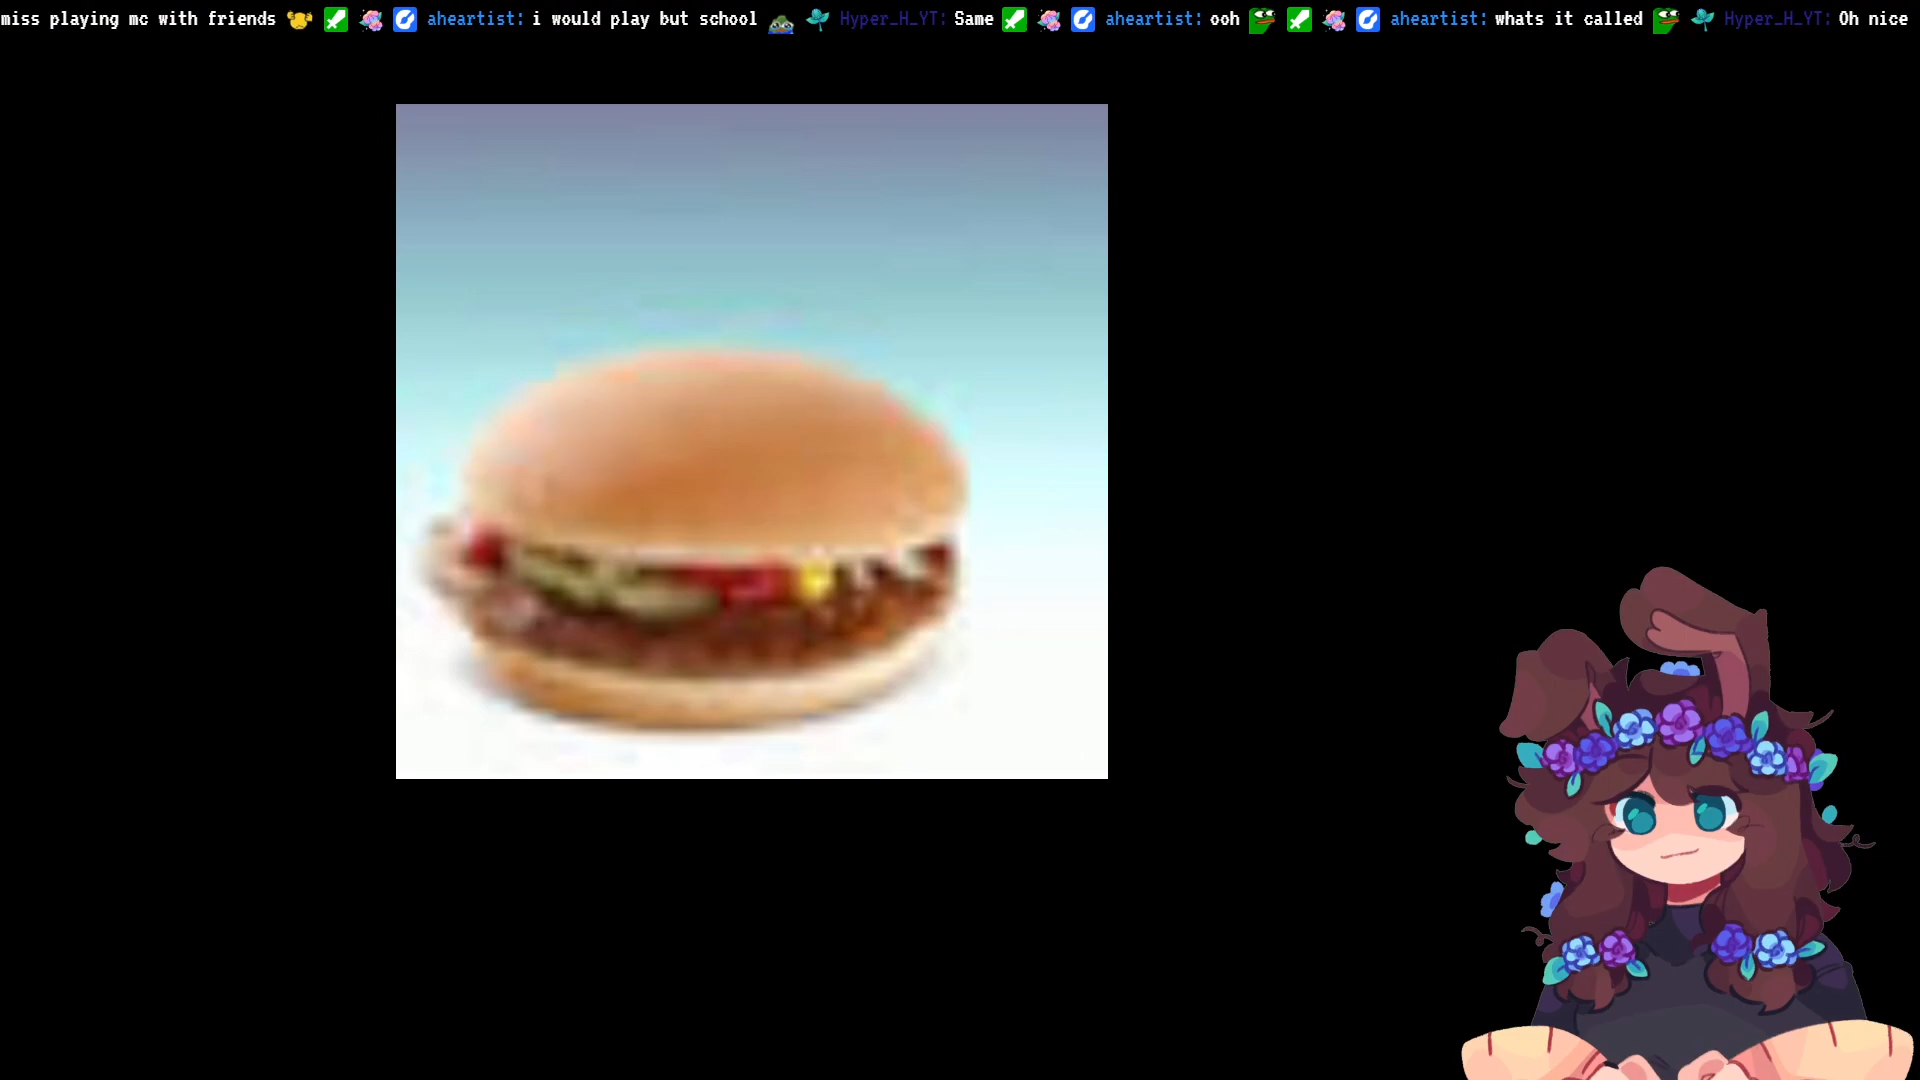 miss playing mc with friends aheartist: i would play but school Hyper_H_YT: Same aheartist: ooh aheartist: whats it called Hyper_H_YT: Oh nice